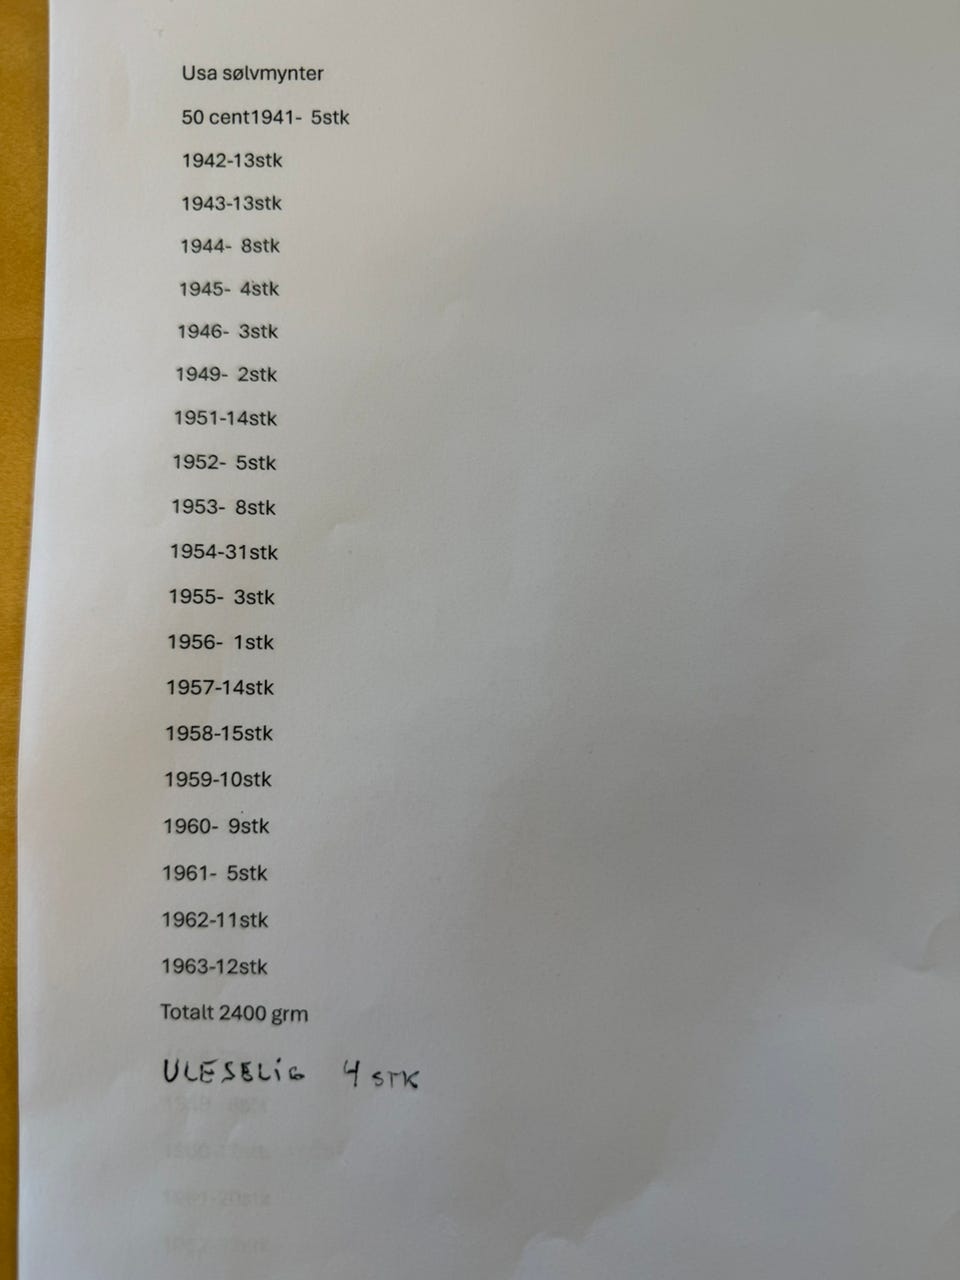 Usa sølvmynter
50 cent1941- 5stk
1942-13stk
1943-13stk
1944- 8stk
1945- 4stk
1946- 3stk
1949- 2stk
1951-14stk
1952- 5stk
1953- 8stk
1954-31stk
1955- 3stk
1956- 1stk
1957-14stk
1958-15stk
1959-10stk
1960- 9stk
1961- 5stk
1962-11stk
1963-12stk
Totalt 2400 grm
ULESELIG 4 STK